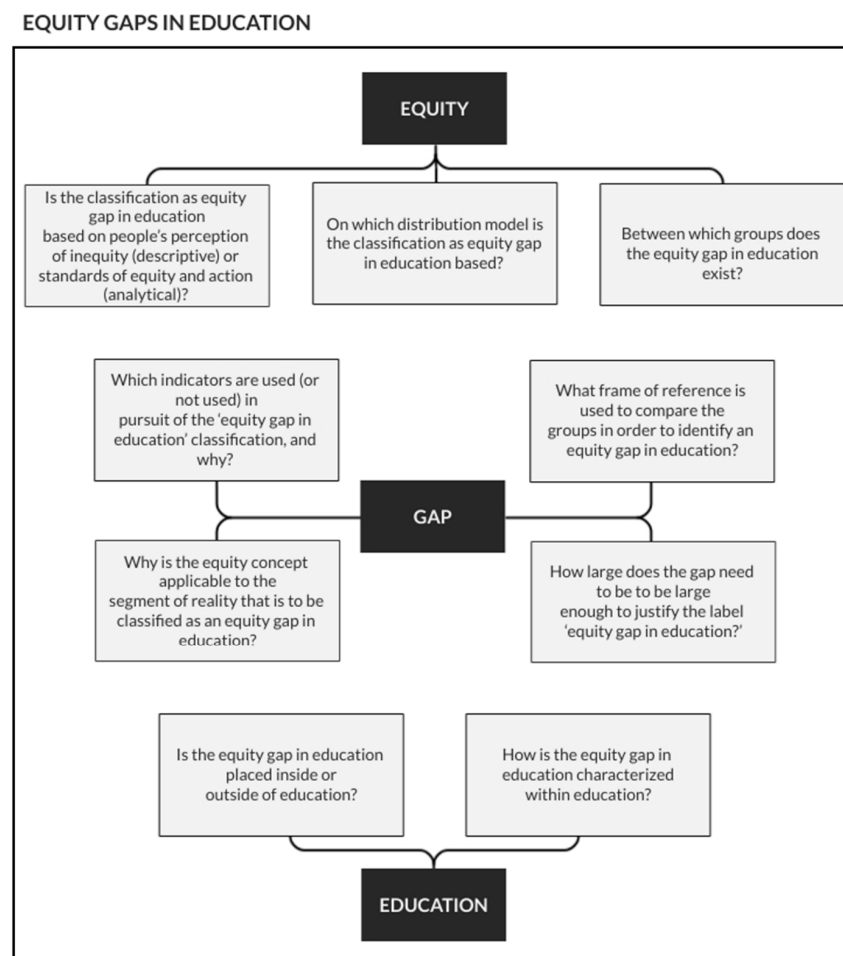 EQUITY GAPS IN EDUCATION
EQUITY
Is the classification as equity
gap in education
based on people's perception
of inequity (descriptive) or
standards of equity and action
(analytical)?
On which distribution model is
the classification as equity gap
in education based?
Between which groups does
the equity gap in education
exist?
Which indicators are used (or
not used) in
pursuit of the ‘equity gap in
education’ classification, and
why?
What frame of reference is
used to compare the
groups in order to identify an
equity gap in education?
GAP
Why is the equity concept
applicable to the
segment of reality that is to be
classified as an equity gap in
education?
How large does the gap need
to be to be large
enough to justify the label
‘equity gap in education?’
Is the equity gap in education
placed inside or
outside of education?
How is the equity gap in
education characterized
within education?
EDUCATION